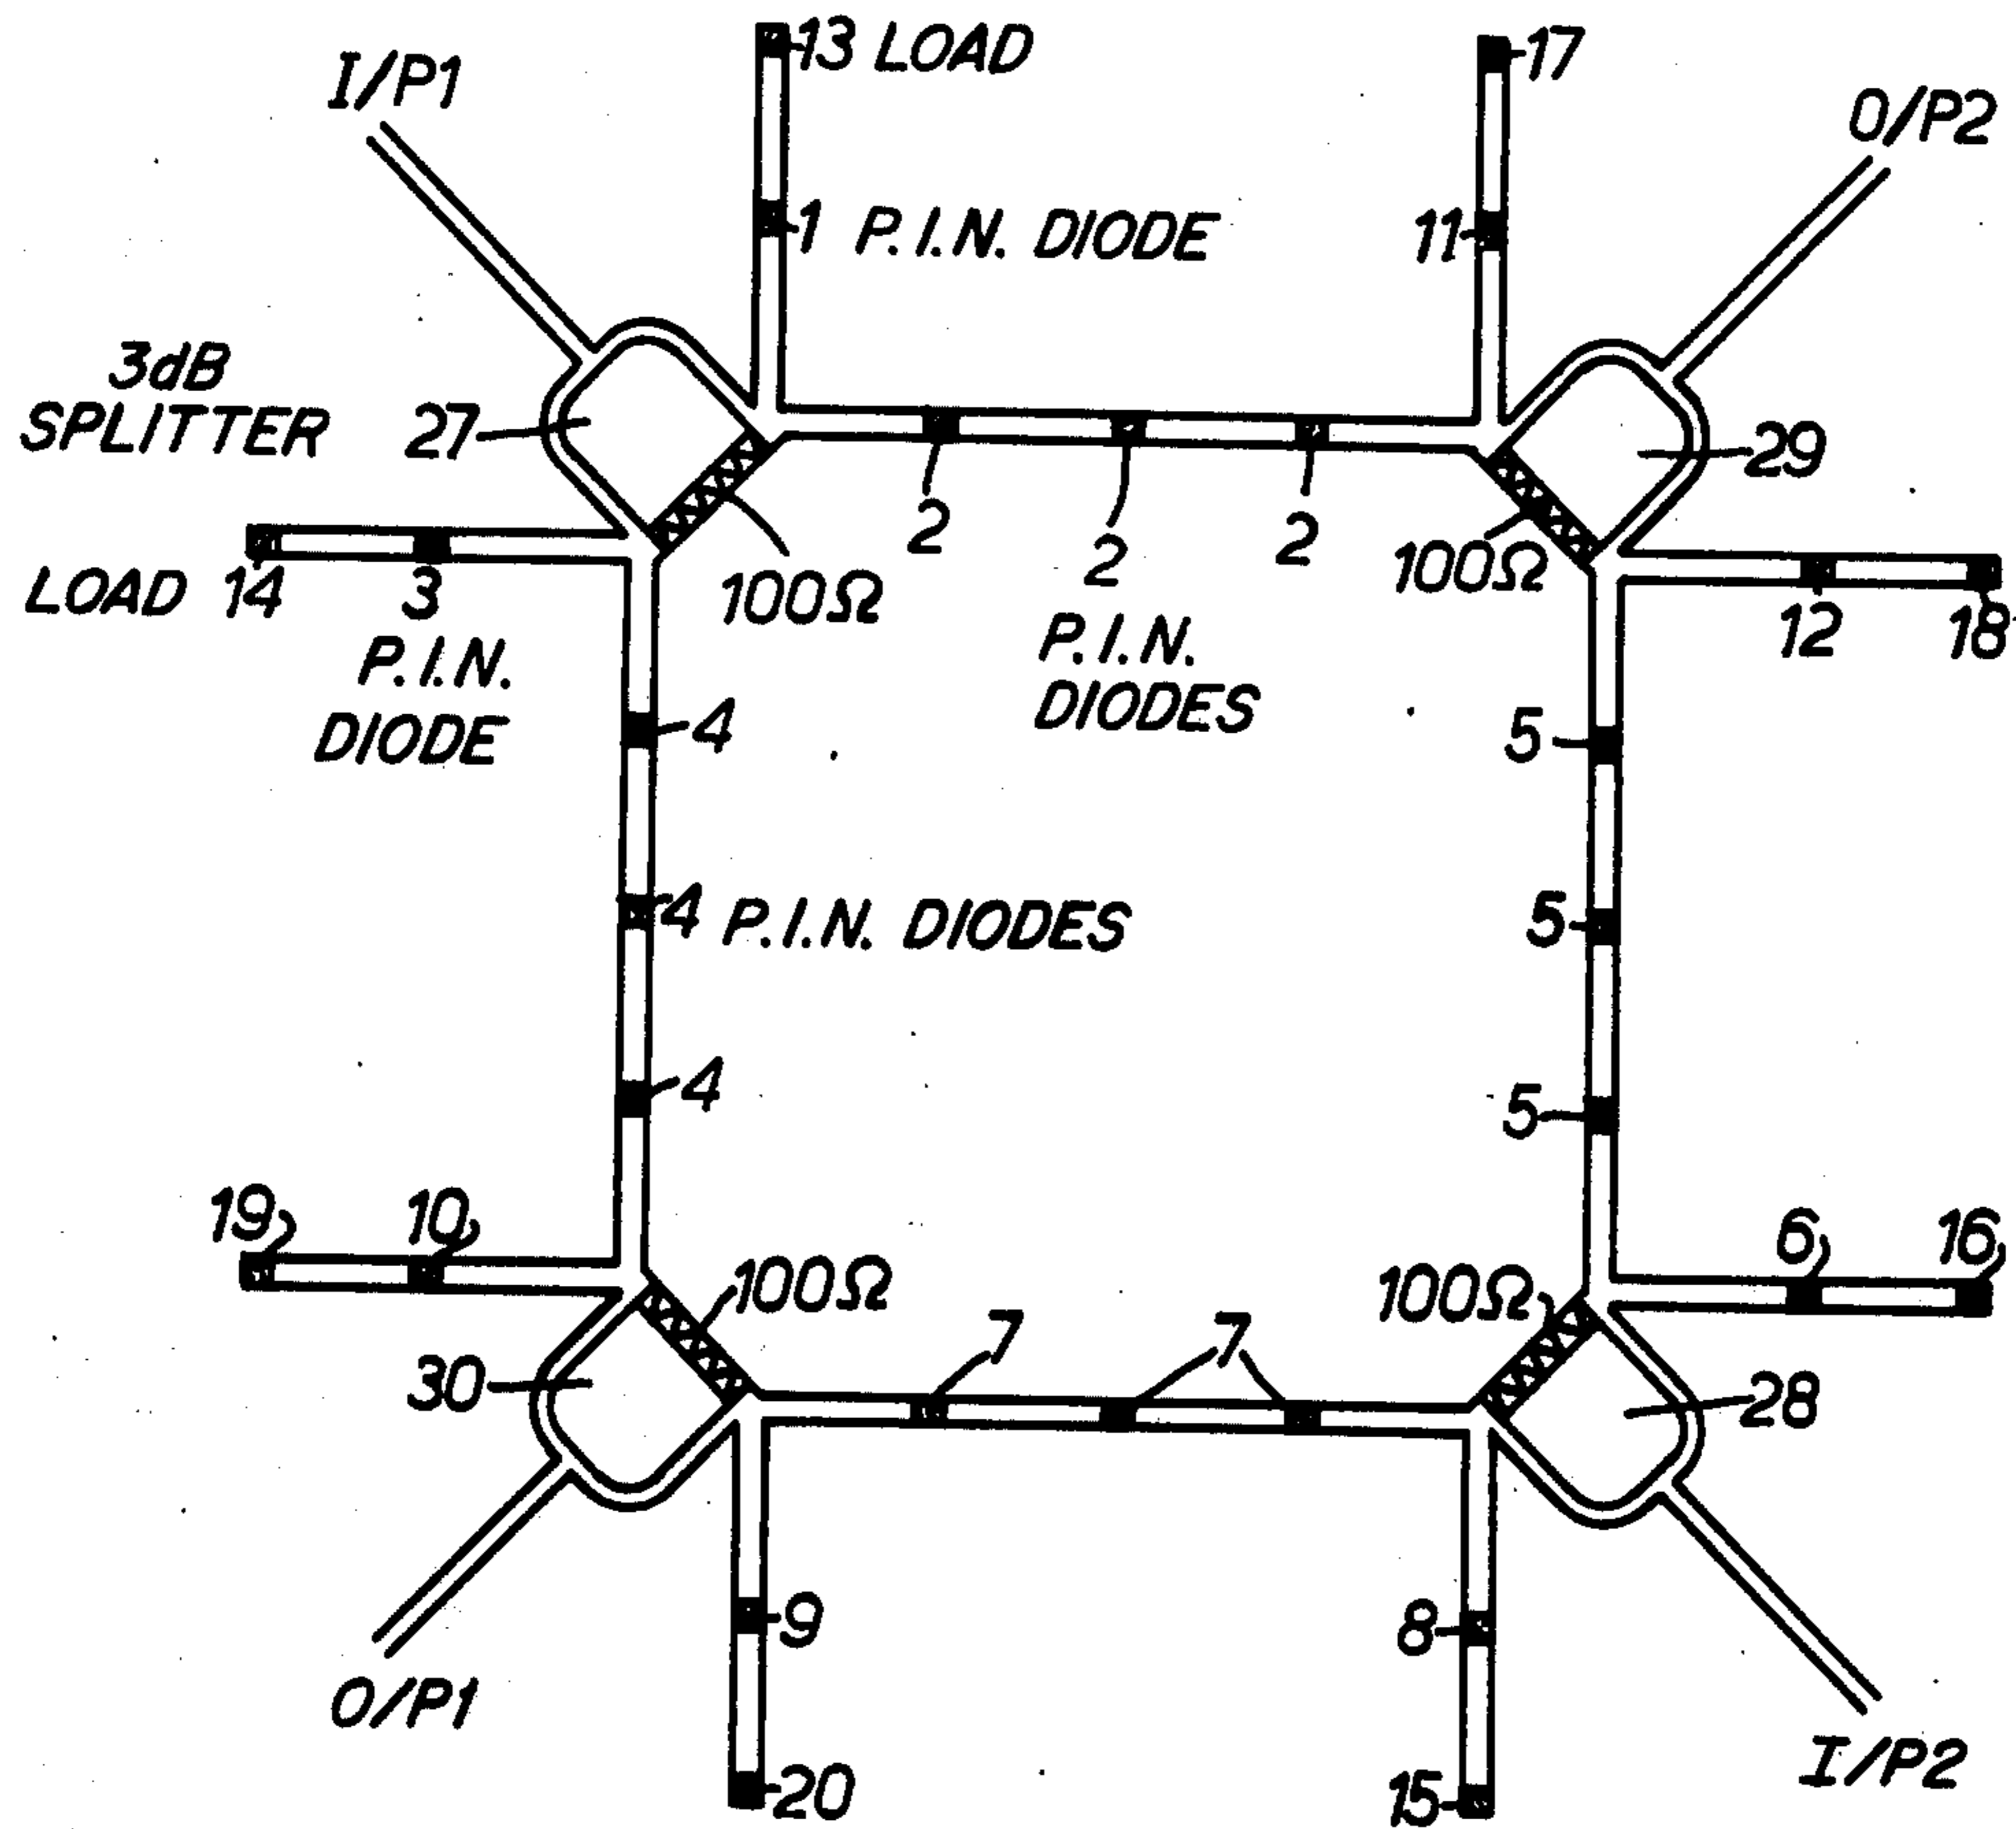 13 LOAD
17
I/P1
O/P2
1 P.I.N. DIODE
11
3dB
SPLITTER
27
29
2
2
2
100Ω
100Ω
LOAD 14
3
12
18
P.I.N.
DIODE
P.I.N.
DIODES
4
5
4 P.I.N. DIODES
5
4
5
19
10
6
16
100Ω
100Ω
7
7
30
28
9
8
O/P1
I/P2
20
15